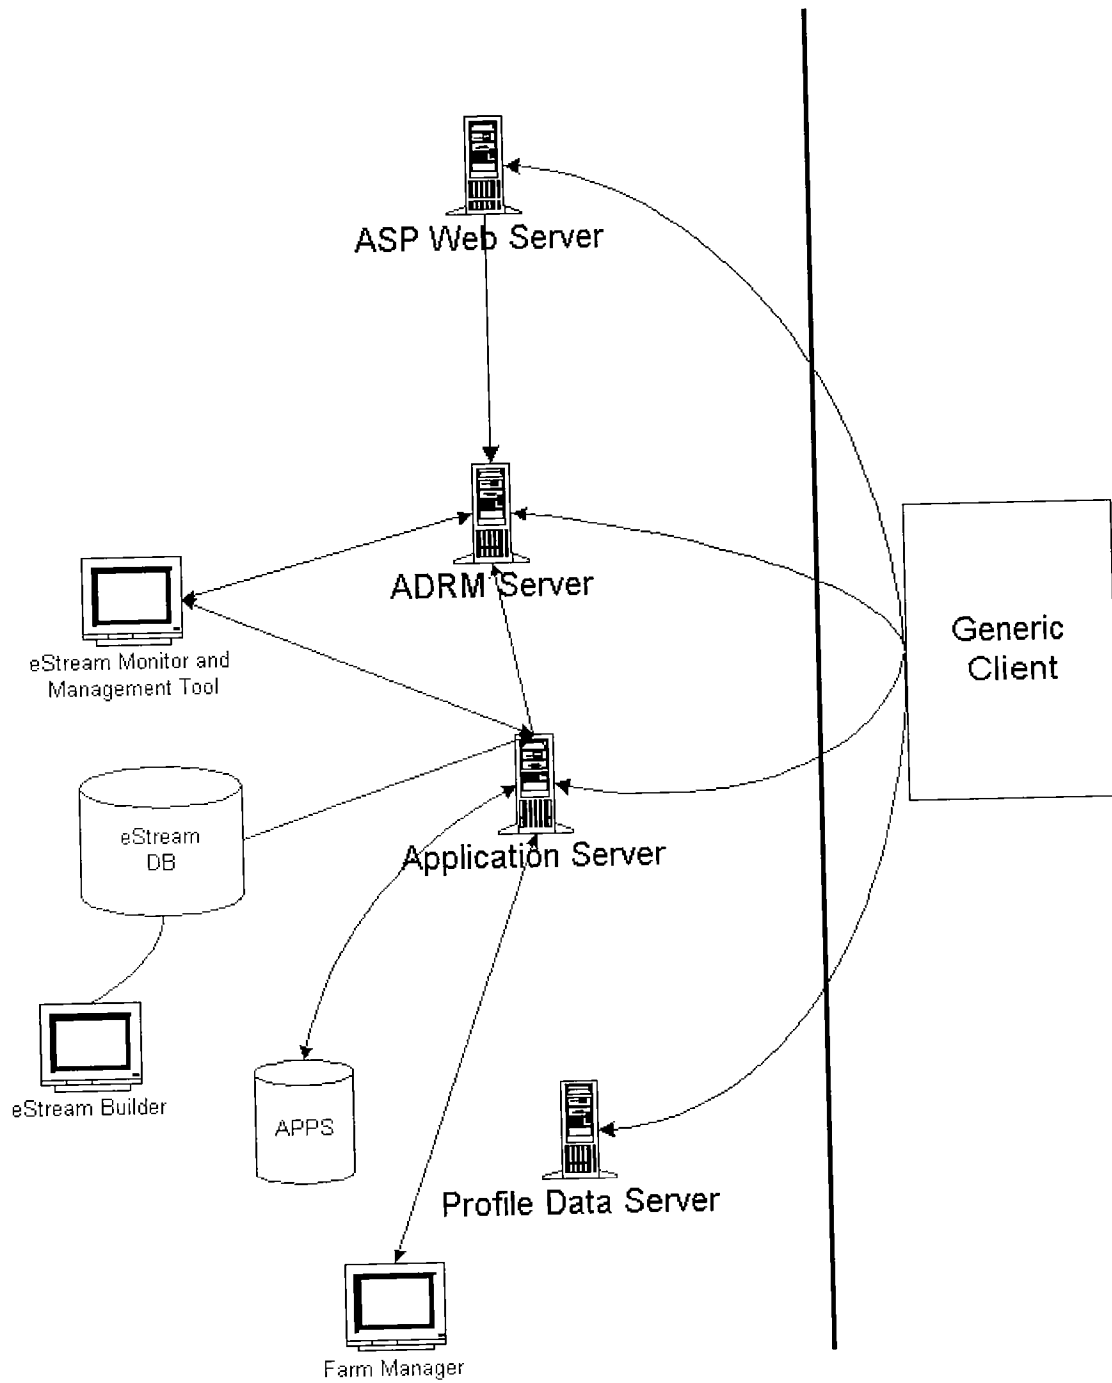 ASP Web Server
ADRM Server
eStream Monitor and
Management Tool
Generic
Client
eStream
DB
Application Server
eStream Builder
APPS
Profile Data Server
Farm Manager